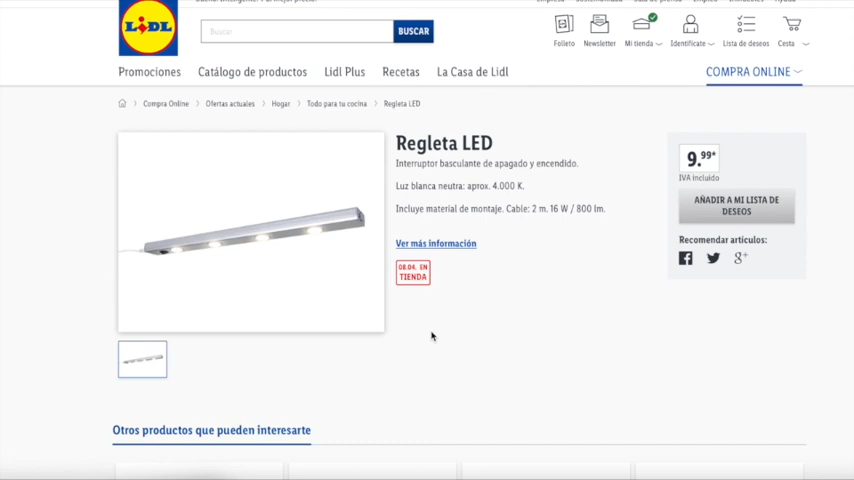 LIDL
Buscar
BUSCAR
Folleto
Newsletter
Mi tienda
Identifícate
Lista de deseos
Cesta
Promociones
Catálogo de productos
Lidl Plus
Recetas
La Casa de Lidl
COMPRA ONLINE
Compra Online
Ofertas actuales
Hogar
Todo para tu cocina
Regleta LED
Regleta LED
Interruptor basculante de apagado y encendido.
Luz blanca neutra: aprox. 4.000 K.
Incluye material de montaje. Cable: 2 m. 16 W / 800 lm.
Ver más información
08.04. EN
TIENDA
9.99*
IVA incluido
AÑADIR A MI LISTA DE
DESEOS
Recomendar artículos:
Otros productos que pueden interesarte